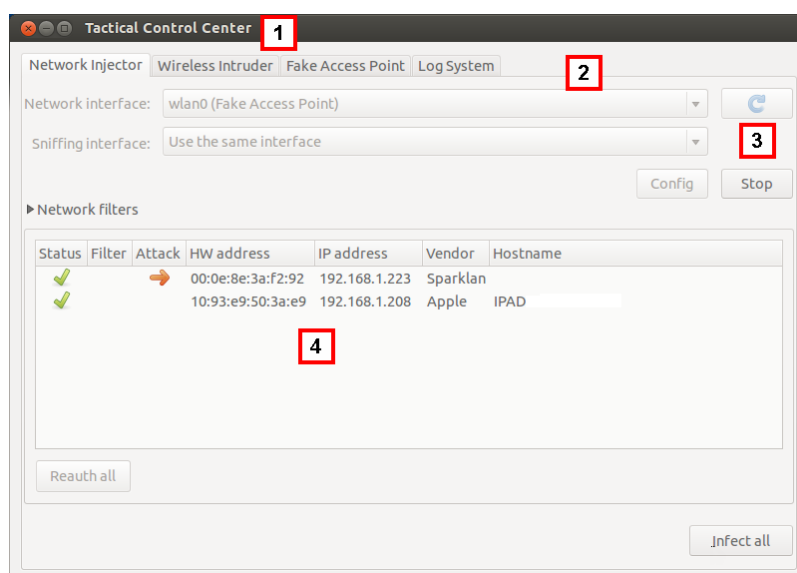 Tactical Control Center
1
Network Injector Wireless Intruder Fake Access Point Log System
2
Network interface: wlan0 (Fake Access Point)
Sniffing interface: Use the same interface
3
Config Stop
Network filters
Status Filter Attack HW address IP address Vendor Hostname
00:0e:8e:3a:f2:92 192.168.1.223 Sparklan
10:93:e9:50:3a:e9 192.168.1.208 Apple IPAD
4
Reauth all
Infect all